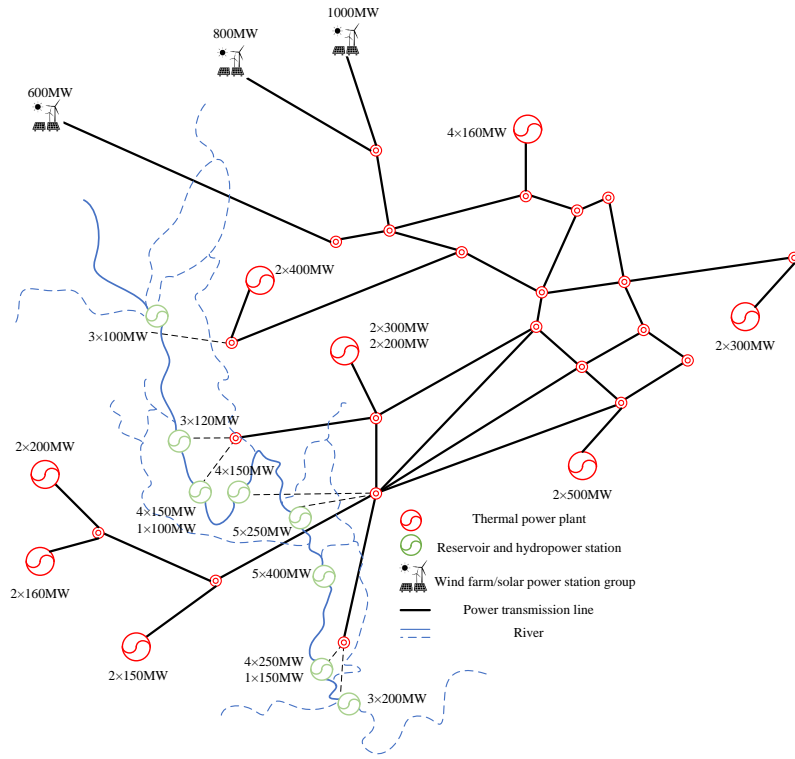 1000MW
800MW
600MW
4×160MW
2×400MW
3×100MW
2×300MW
2×200MW
2×300MW
3×120MW
2×200MW
4×150MW
2×500MW
4×150MW
1×100MW
5×250MW
Thermal power plant
Reservoir and hydropower station
2×160MW
5×400MW
Wind farm/solar power station group
Power transmission line
River
4×250MW
1×150MW
2×150MW
3×200MW